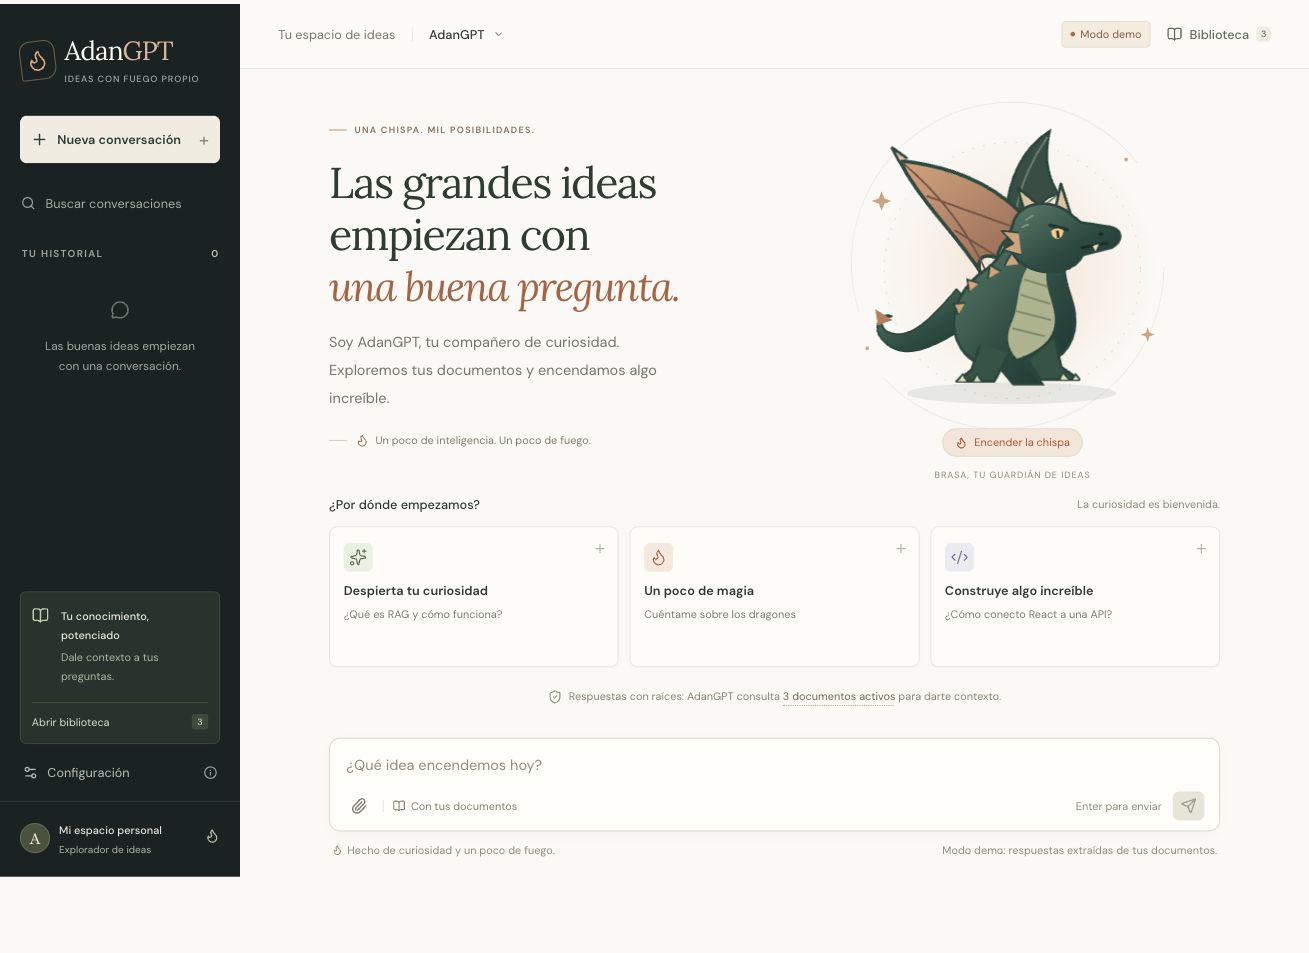 AdanGPT
IDEAS CON FUEGO PROPIO
Nueva conversación
Buscar conversaciones
TU HISTORIAL 0
Las buenas ideas empiezan
con una conversación.
Tu conocimiento,
potenciado
Dale contexto a tus
preguntas.
Abrir biblioteca 3
Configuración
A
Mi espacio personal
Explorador de ideas
Tu espacio de ideas AdanGPT
Modo demo Biblioteca 3
UNA CHISPA. MIL POSIBILIDADES.
Las grandes ideas
empiezan con
una buena pregunta.
Soy AdanGPT, tu compañero de curiosidad.
Exploremos tus documentos y encendamos algo
increíble.
Un poco de inteligencia. Un poco de fuego.
Encender la chispa
BRASA, TU GUARDIÁN DE IDEAS
¿Por dónde empezamos? La curiosidad es bienvenida.
Despierta tu curiosidad
¿Qué es RAG y cómo funciona?
Un poco de magia
Cuéntame sobre los dragones
Construye algo increíble
¿Cómo conecto React a una API?
Respuestas con raíces: AdanGPT consulta 3 documentos activos para darte contexto.
¿Qué idea encendemos hoy?
Con tus documentos Enter para enviar
Hecho de curiosidad y un poco de fuego. Modo demo: respuestas extraídas de tus documentos.